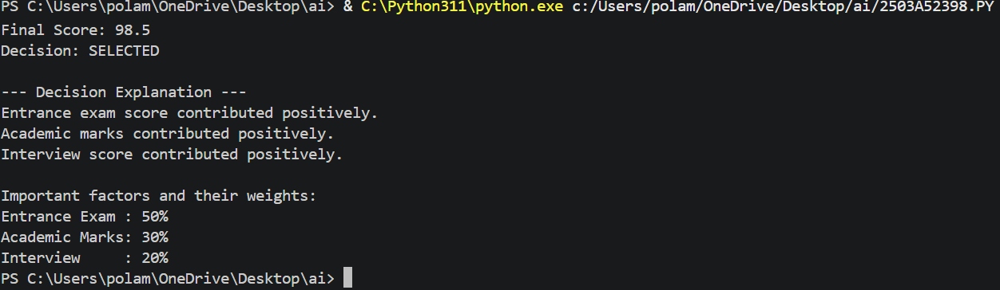 PS C:\Users\polam\OneDrive\Desktop\ai> & C:\Python311\python.exe c:/Users/polam/OneDrive/Desktop/ai/2503A52398.PY
Final Score: 98.5
Decision: SELECTED
--- Decision Explanation ---
Entrance exam score contributed positively.
Academic marks contributed positively.
Interview score contributed positively.
Important factors and their weights:
Entrance Exam : 50%
Academic Marks: 30%
Interview     : 20%
PS C:\Users\polam\OneDrive\Desktop\ai>